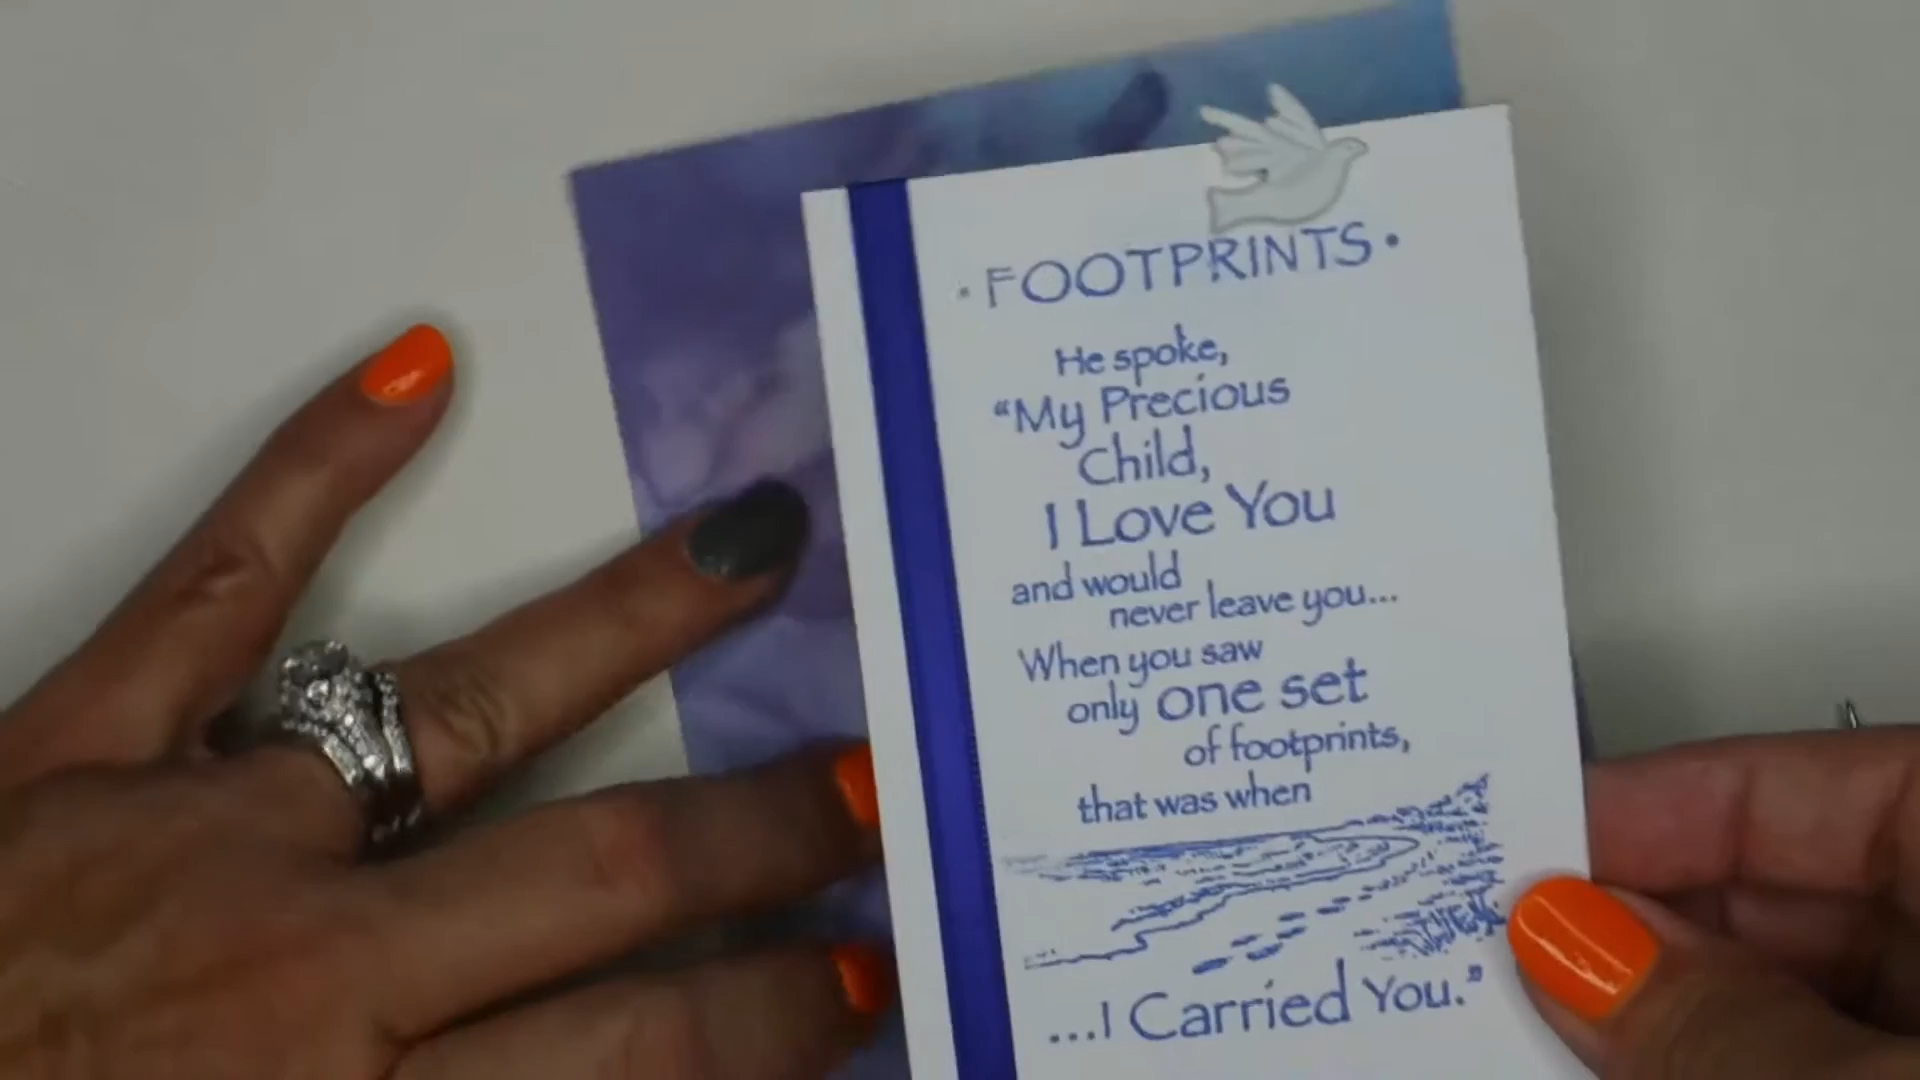 · FOOTPRINTS ·
He spoke,
"My Precious
Child,
I Love You
and would
never leave you...
When you saw
only one set
of footprints,
that was when
...I Carried You."